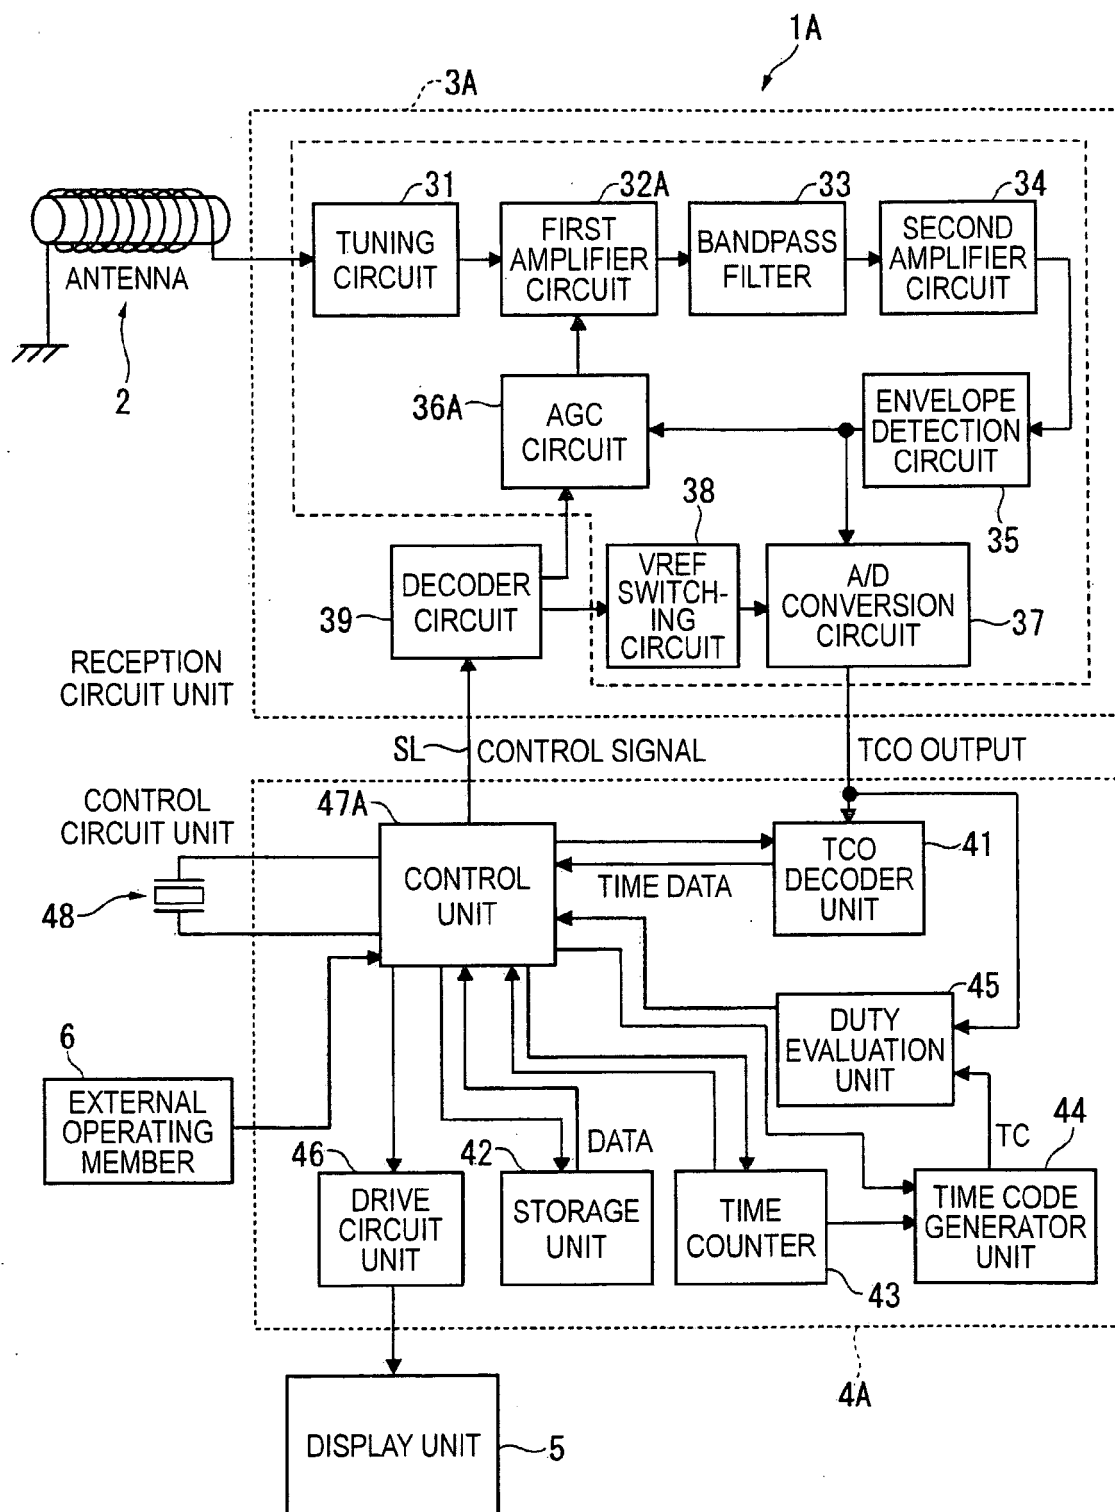 1A
3A
31
32A
33
34
TUNING
CIRCUIT
FIRST
AMPLIFIER
CIRCUIT
BANDPASS
FILTER
SECOND
AMPLIFIER
CIRCUIT
ANTENNA
2
36A
AGC
CIRCUIT
ENVELOPE
DETECTION
CIRCUIT
35
38
39
DECODER
CIRCUIT
VREF
SWITCH-
ING
CIRCUIT
A/D
CONVERSION
CIRCUIT
37
RECEPTION
CIRCUIT UNIT
SL
CONTROL SIGNAL
TCO OUTPUT
CONTROL
CIRCUIT UNIT
47A
CONTROL
UNIT
48
TIME DATA
TCO
DECODER
UNIT
41
45
DUTY
EVALUATION
UNIT
6
EXTERNAL
OPERATING
MEMBER
TC
44
46
DRIVE
CIRCUIT
UNIT
42
DATA
STORAGE
UNIT
TIME
COUNTER
43
TIME CODE
GENERATOR
UNIT
4A
DISPLAY UNIT
5